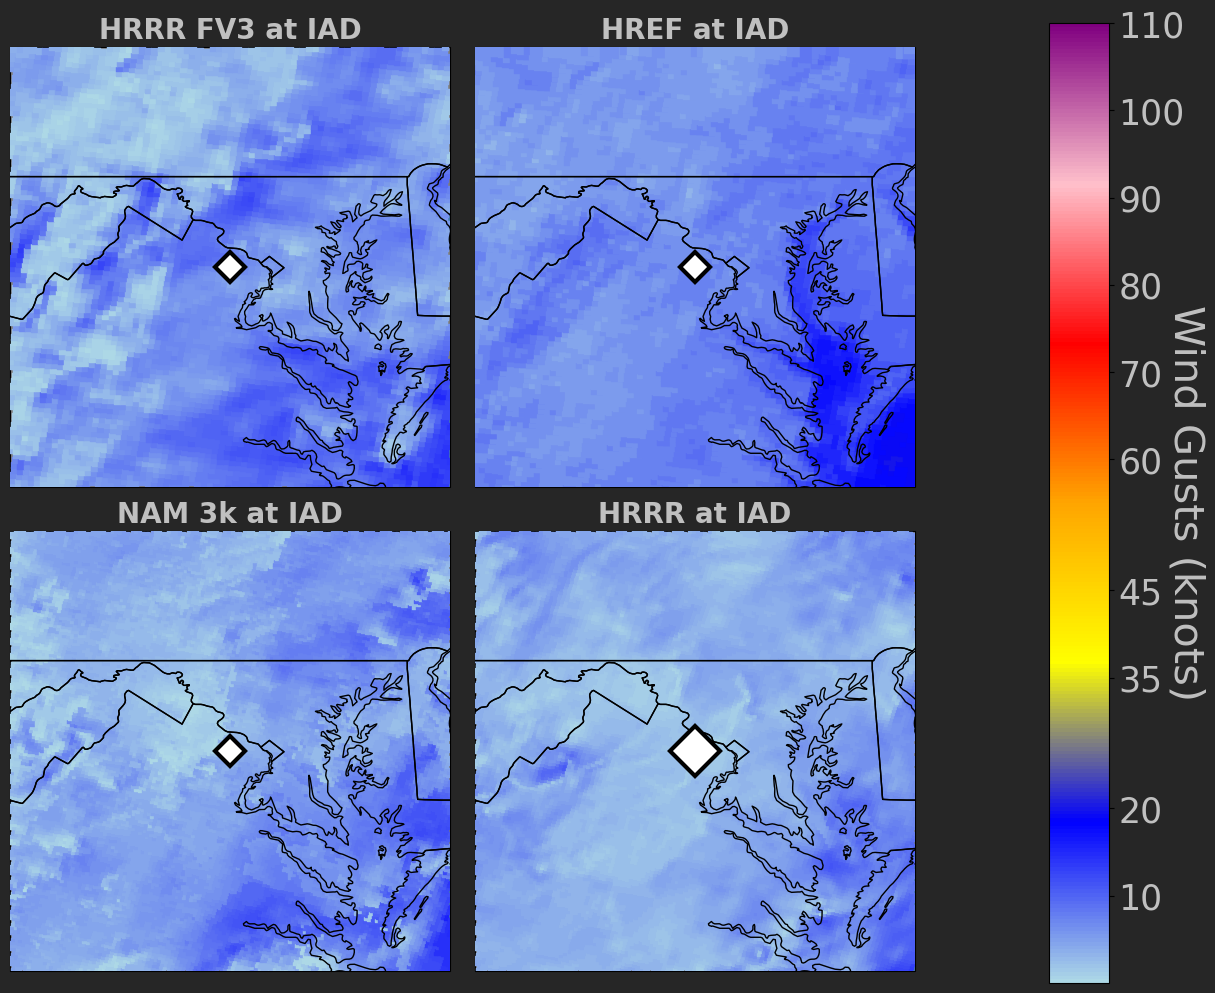 HRRR FV3 at IAD
HREF at IAD
NAM 3k at IAD
HRRR at IAD
110
100
90
80
70
60
45
35
20
10
Wind Gusts (knots)